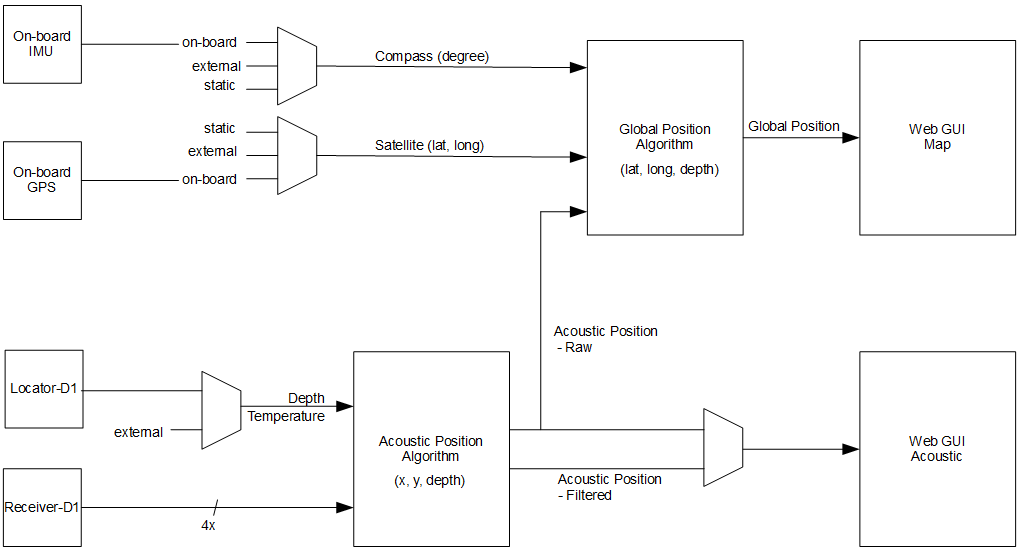 On-board
IMU
on-board
external
static
Compass (degree)
static
external
on-board
Satellite (lat, long)
On-board
GPS
Global Position
Algorithm
(lat, long, depth)
Global Position
Web GUI
Map
Acoustic Position
- Raw
Locator-D1
external
Depth
Temperature
Receiver-D1
4x
Acoustic Position
Algorithm
(x, y, depth)
Acoustic Position
- Filtered
Web GUI
Acoustic